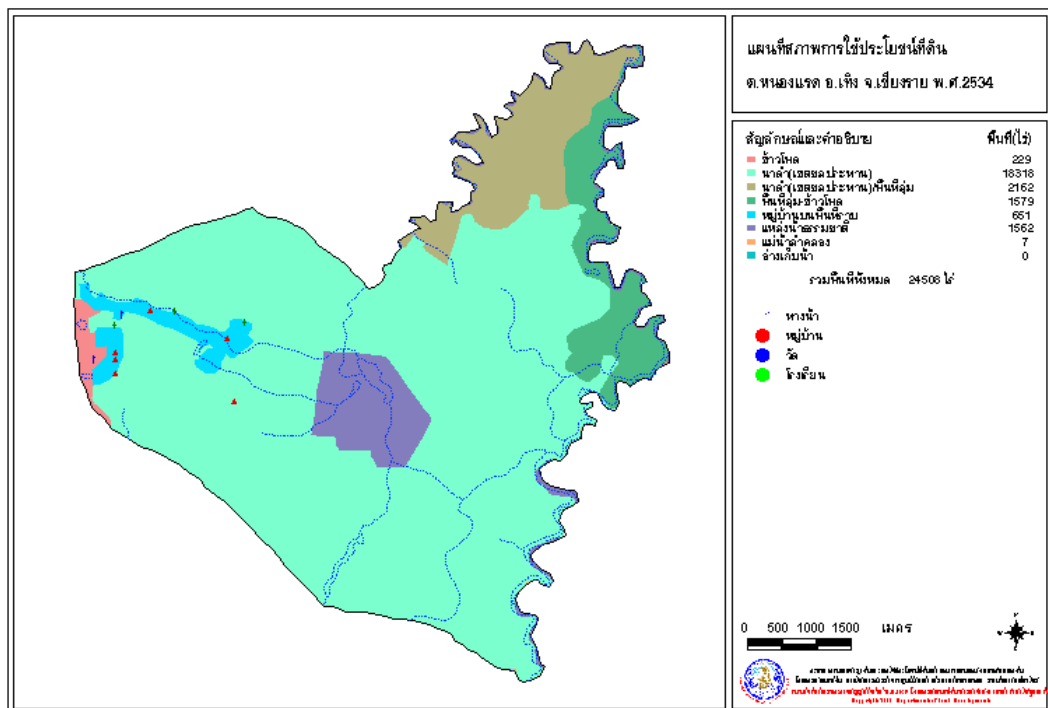 แผนที่สภาพการใช้ประโยชน์ที่ดิน
ต.หนองแรด อ.เทิง จ.เชียงราย พ.ศ.2534
สัญลักษณ์และคำอธิบาย พื้นที่(ไร่)
ข้าวโพด 229
นาดำ(เขตชลประทาน) 18318
นาดำ(เขตชลประทาน)/พื้นที่ลุ่ม 2162
พื้นที่ลุ่ม-ข้าวโพด 1579
หมู่บ้านบนพื้นที่ราบ 651
แหล่งน้ำธรรมชาติ 1562
แม่น้ำลำคลอง 7
อ่างเก็บน้ำ 0
รวมพื้นที่ทั้งหมด 24508 ไร่
ทางน้ำ
หมู่บ้าน
วัด
โรงเรียน
0 500 1000 1500 เมตร